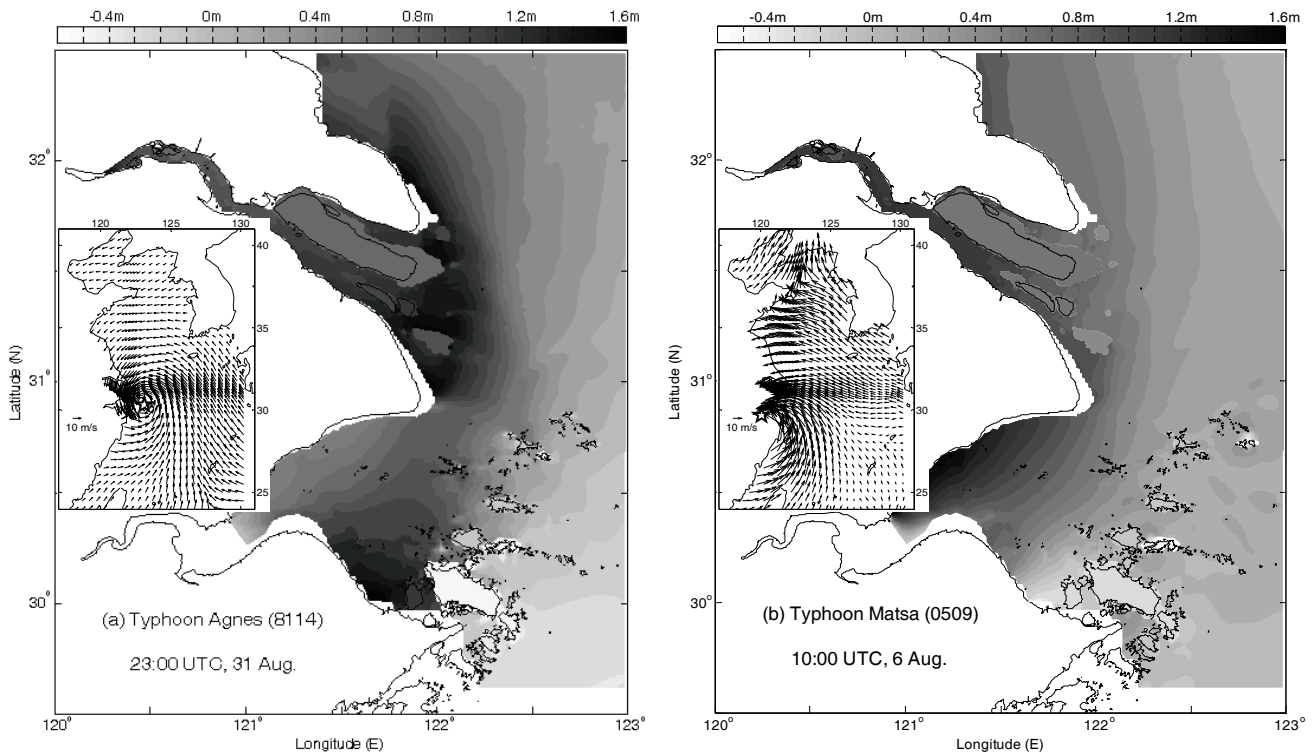 -0.4m 0m 0.4m 0.8m 1.2m 1.6m
32°
31°
30°
120° 121° 122° 123°
Latitude (N)
Longitude (E)
120 125 130
40
35
30
25
10 m/s
(a) Typhoon Agnes (8114)
23:00 UTC, 31 Aug.
-0.4m 0m 0.4m 0.8m 1.2m 1.6m
32°
31°
30°
120° 121° 122° 123°
Latitude (N)
Longitude (E)
120 125 130
40
35
30
25
10 m/s
(b) Typhoon Matsa (0509)
10:00 UTC, 6 Aug.